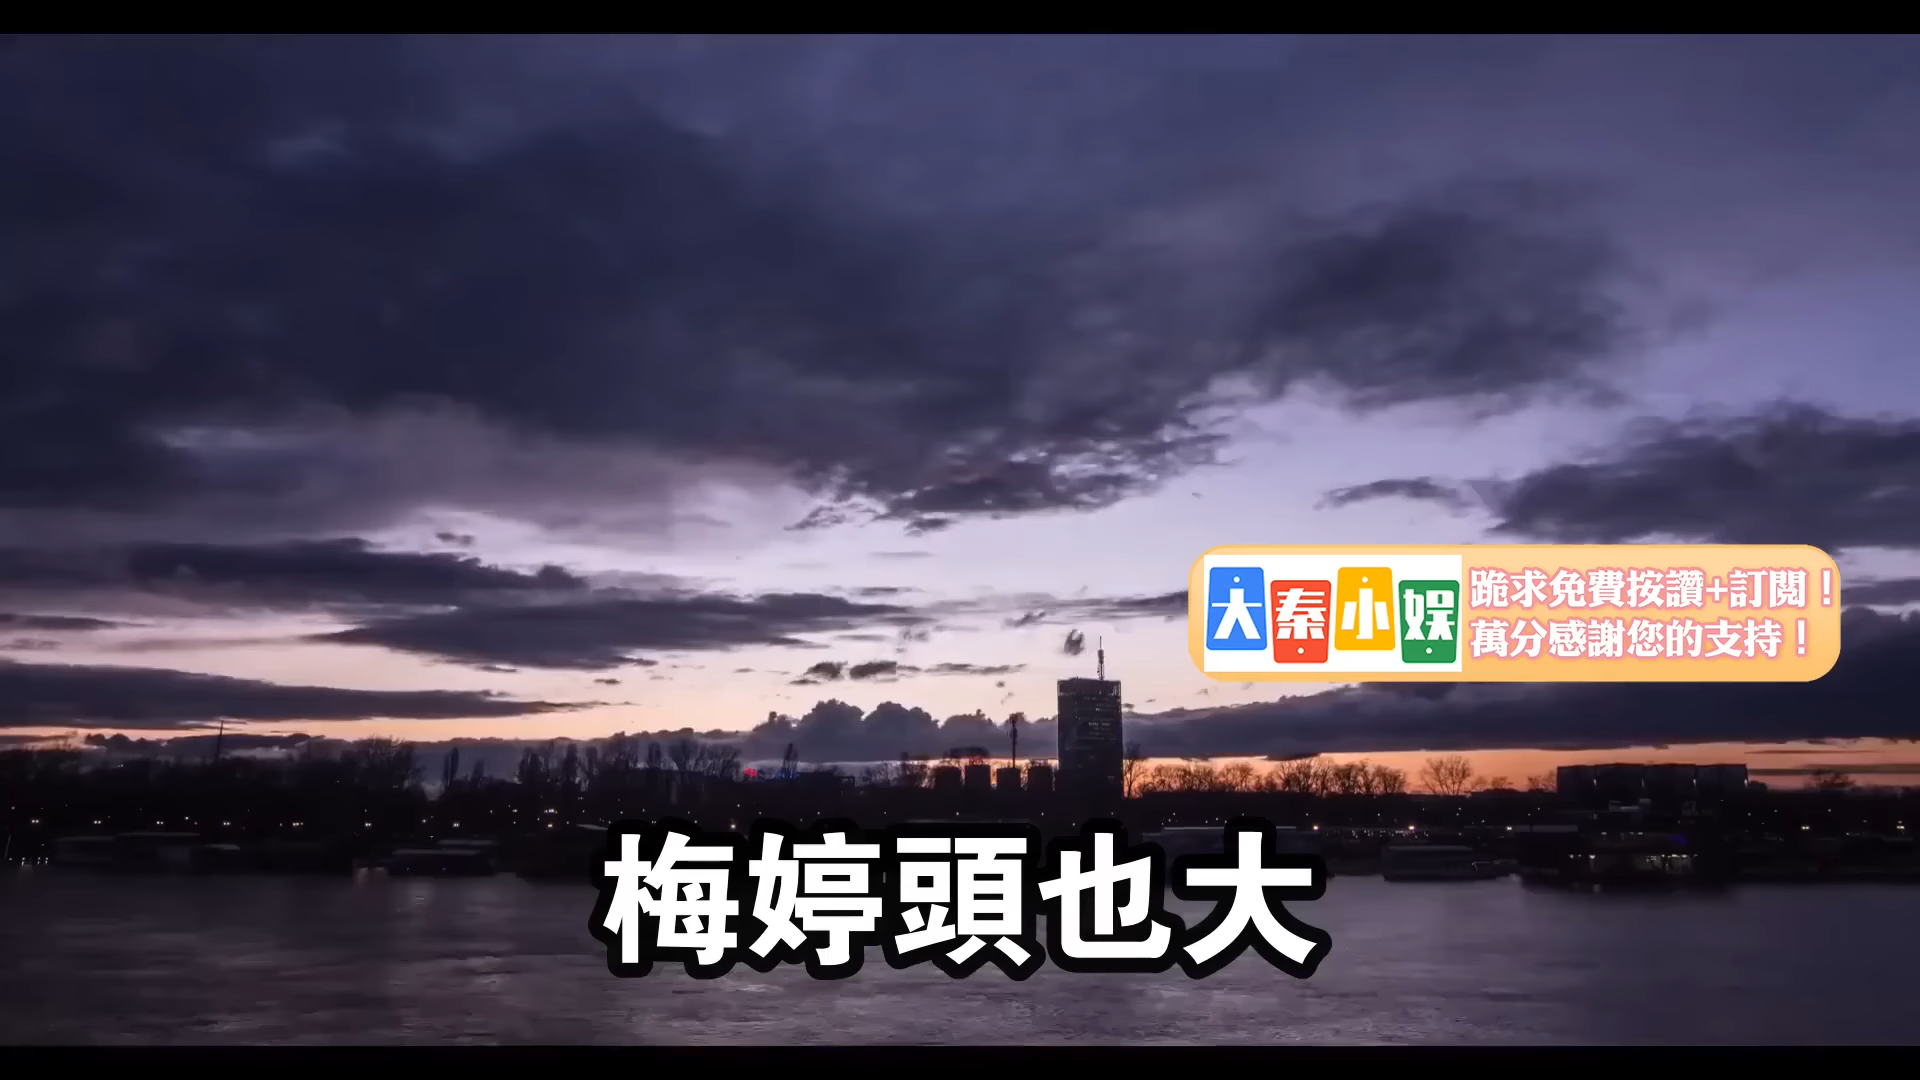 大秦小娱
跪求免費按讚+訂閱！
萬分感謝您的支持！
梅婷頭也大